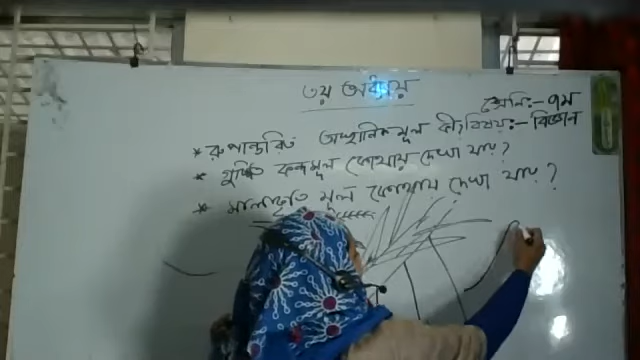 ৩য় অধ্যায়
শ্রেনি:- ৭ম
বিষয়:- বিজ্ঞান
* রুপান্তরিত অস্থানিক মূল কী?
* গুচ্ছিত কন্দমূল কোথায় দেখা যায়?
* মালাকৃত মূল কোথায় দেখা যায়?